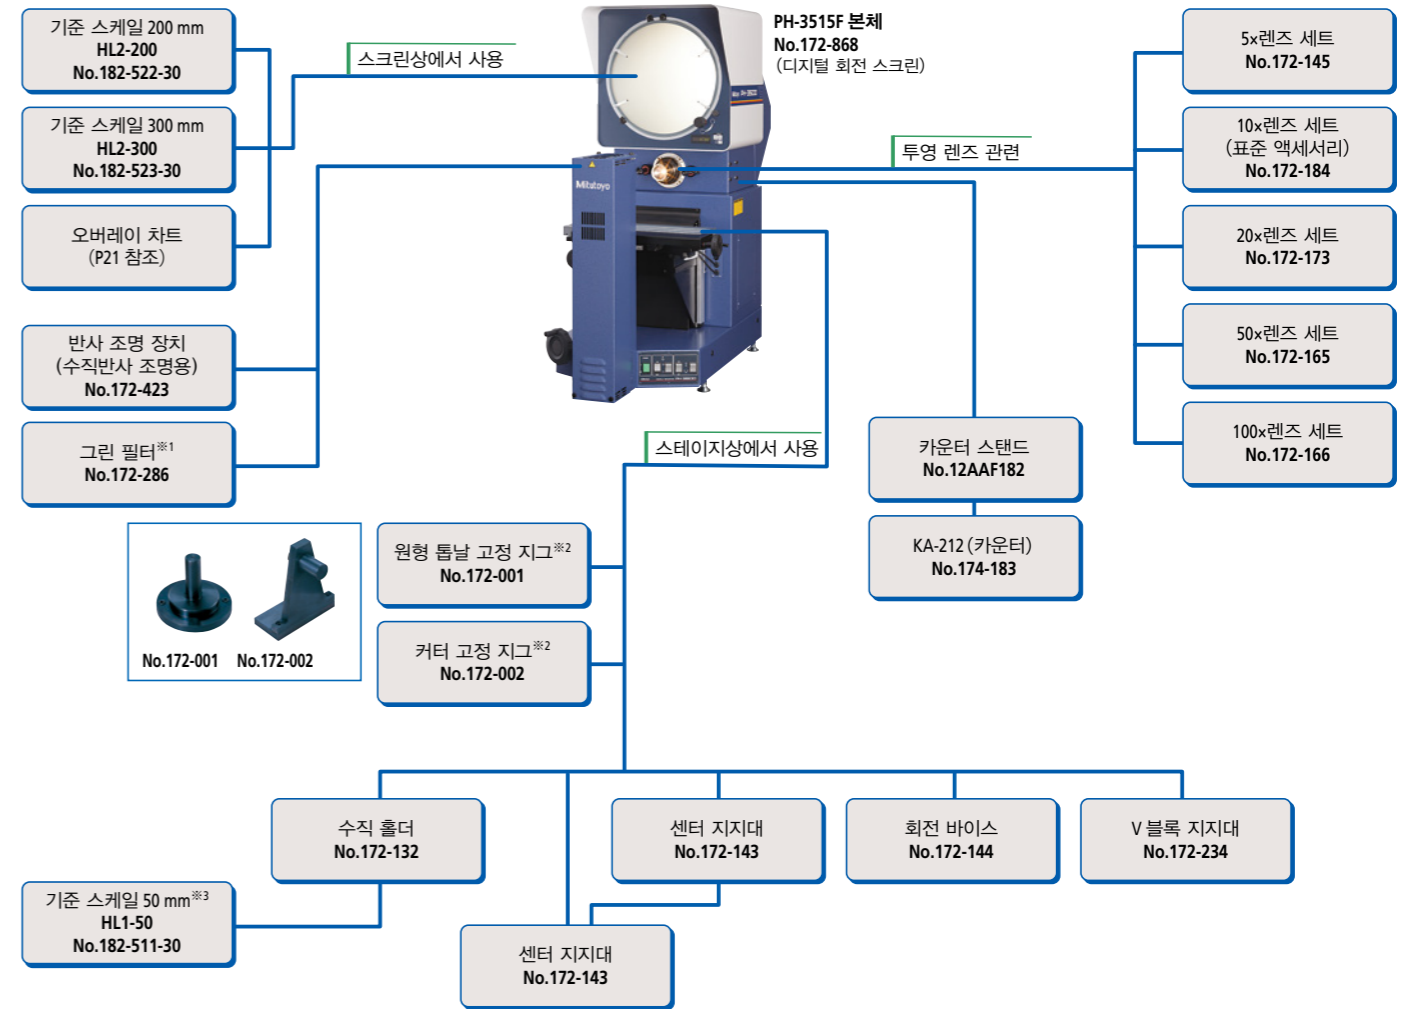 기준 스케일 200 mm
HL2-200
No.182-522-30
기준 스케일 300 mm
HL2-300
No.182-523-30
오버레이 차트
(P21 참조)
반사 조명 장치
(수직반사 조명용)
No.172-423
그린 필터※1
No.172-286
스크린상에서 사용
PH-3515F 본체
No.172-868
(디지털 회전 스크린)
Mitutoyo
투영 렌즈 관련
5×렌즈 세트
No.172-145
10×렌즈 세트
(표준 액세서리)
No.172-184
20×렌즈 세트
No.172-173
50×렌즈 세트
No.172-165
100×렌즈 세트
No.172-166
스테이지상에서 사용
카운터 스탠드
No.12AAF182
KA-212 (카운터)
No.174-183
No.172-001 No.172-002
원형 톱날 고정 지그※2
No.172-001
커터 고정 지그※2
No.172-002
수직 홀더
No.172-132
센터 지지대
No.172-143
회전 바이스
No.172-144
V 블록 지지대
No.172-234
기준 스케일 50 mm※3
HL1-50
No.182-511-30
센터 지지대
No.172-143